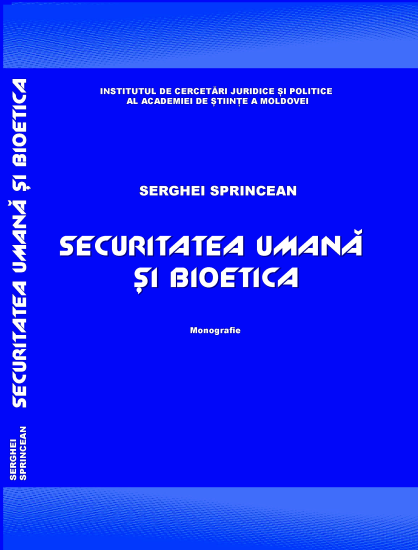 INSTITUTUL DE CERCETĂRI JURIDICE ȘI POLITICE
AL ACADEMIEI DE ȘTIINȚE A MOLDOVEI
SERGHEI SPRINCEAN
SECURITATEA UMANĂ
ȘI BIOETICA
Monografie
SERGHEI
SPRINCEAN
SECURITATEA UMANĂ ȘI BIOETICA